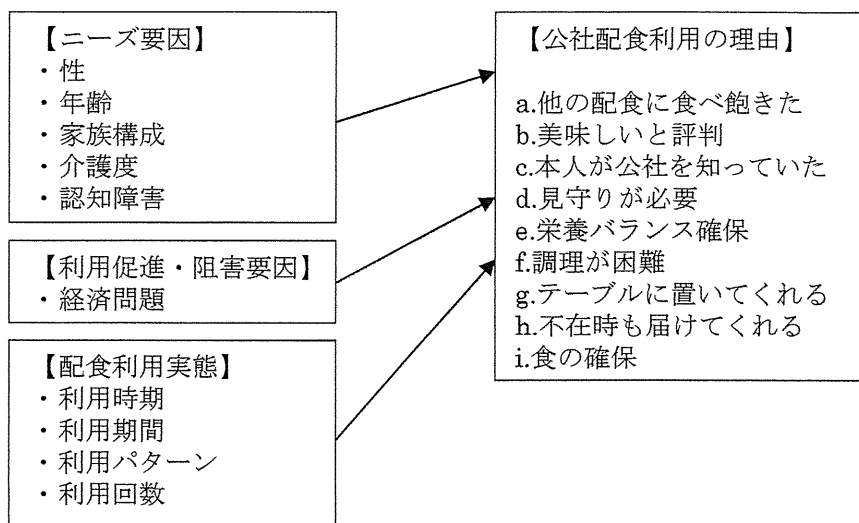 【ニーズ要因】
・性
・年齢
・家族構成
・介護度
・認知障害
【利用促進・阻害要因】
・経済問題
【配食利用実態】
・利用時期
・利用期間
・利用パターン
・利用回数
【公社配食利用の理由】
a.他の配食に食べ飽きた
b.美味しいと評判
c.本人が公社を知っていた
d.見守りが必要
e.栄養バランス確保
f.調理が困難
g.テーブルに置いてくれる
h.不在時も届けてくれる
i.食の確保